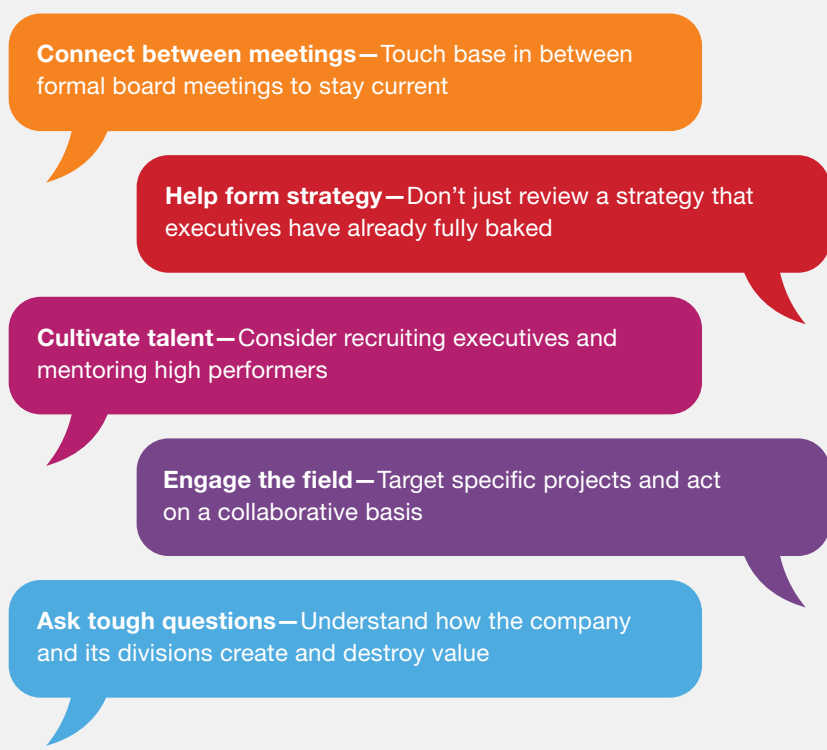 Connect between meetings—Touch base in between
formal board meetings to stay current
Help form strategy—Don’t just review a strategy that
executives have already fully baked
Cultivate talent—Consider recruiting executives and
mentoring high performers
Engage the field—Target specific projects and act
on a collaborative basis
Ask tough questions—Understand how the company
and its divisions create and destroy value